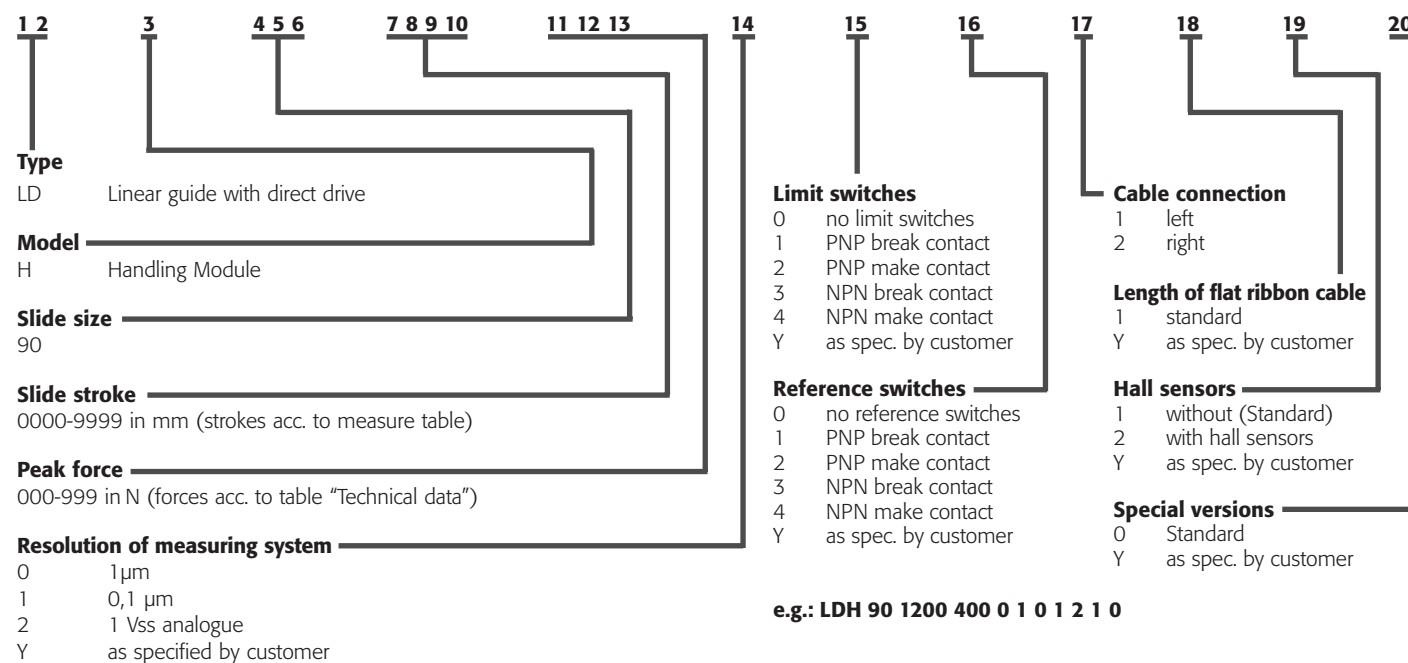 1 2 3 4 5 6 7 8 9 10 11 12 13 14 15 16 17 18 19 20
Type
LD Linear guide with direct drive
Model
H Handling Module
Slide size
90
Slide stroke
0000-9999 in mm (strokes acc. to measure table)
Peak force
000-999 in N (forces acc. to table “Technical data”)
Resolution of measuring system
0 1µm
1 0,1 µm
2 1 Vss analogue
Y as specified by customer
Limit switches
0 no limit switches
1 PNP break contact
2 PNP make contact
3 NPN break contact
4 NPN make contact
Y as spec. by customer
Reference switches
0 no reference switches
1 PNP break contact
2 PNP make contact
3 NPN break contact
4 NPN make contact
Y as spec. by customer
e.g.: LDH 90 1200 400 0 1 0 1 2 1 0
Cable connection
1 left
2 right
Length of flat ribbon cable
1 standard
Y as spec. by customer
Hall sensors
1 without (Standard)
2 with hall sensors
Y as spec. by customer
Special versions
0 Standard
Y as spec. by customer